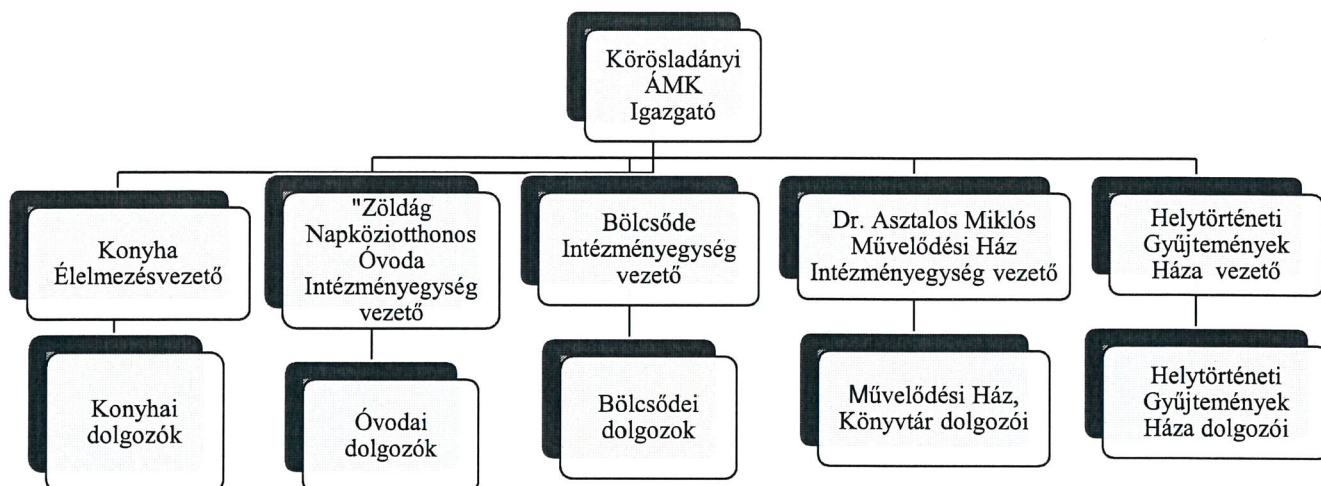 Körösladányi
ÁMK
Igazgató
Konyha
Élelmezésvezető
"Zöldág
Napköziotthonos
Óvoda
Intézményegység
vezető
Bölcsőde
Intézményegység
vezető
Dr. Asztalos Miklós
Művelődési Ház
Intézményegység vezető
Helytörténeti
Gyűjtemények
Háza vezető
Konyhai
dolgozók
Óvodai
dolgozók
Bölcsődei
dolgozok
Művelődési Ház,
Könyvtár dolgozói
Helytörténeti
Gyűjtemények
Háza dolgozói